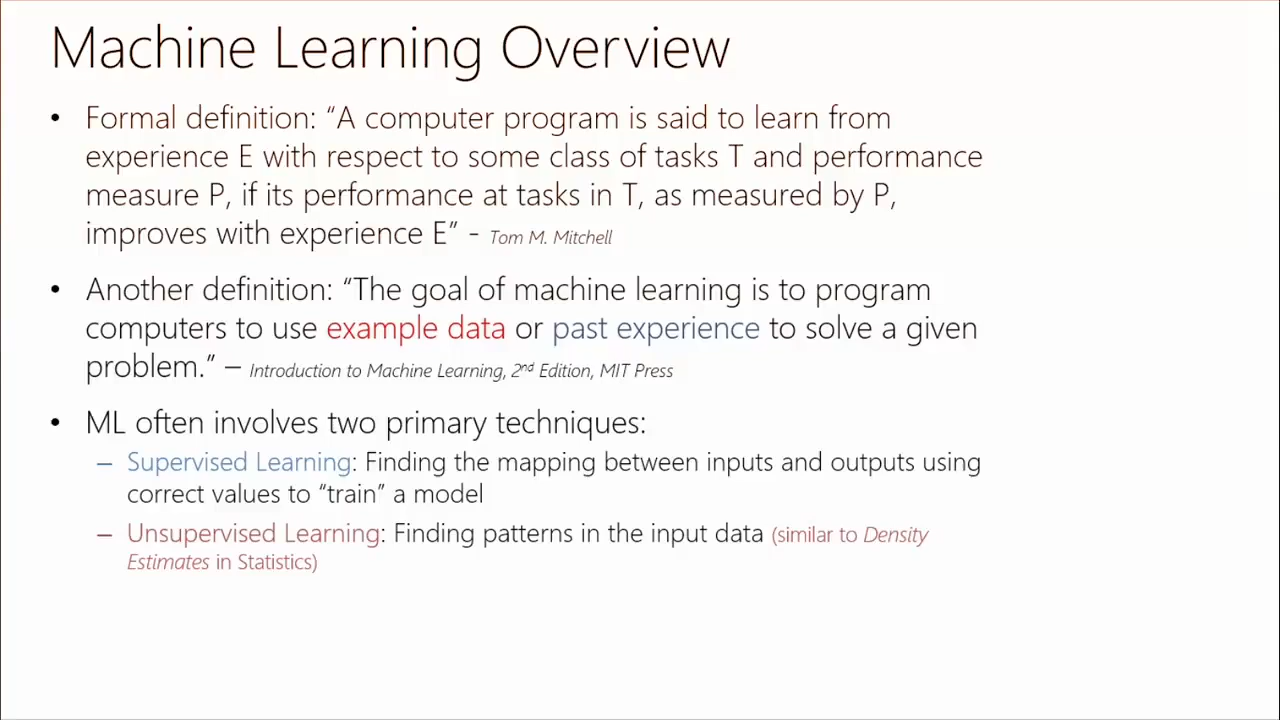 Machine Learning Overview
• Formal definition: “A computer program is said to learn from
experience E with respect to some class of tasks T and performance
measure P, if its performance at tasks in T, as measured by P,
improves with experience E” - Tom M. Mitchell
• Another definition: “The goal of machine learning is to program
computers to use example data or past experience to solve a given
problem.” – Introduction to Machine Learning, 2nd Edition, MIT Press
• ML often involves two primary techniques:
– Supervised Learning: Finding the mapping between inputs and outputs using
correct values to “train” a model
– Unsupervised Learning: Finding patterns in the input data (similar to Density
Estimates in Statistics)